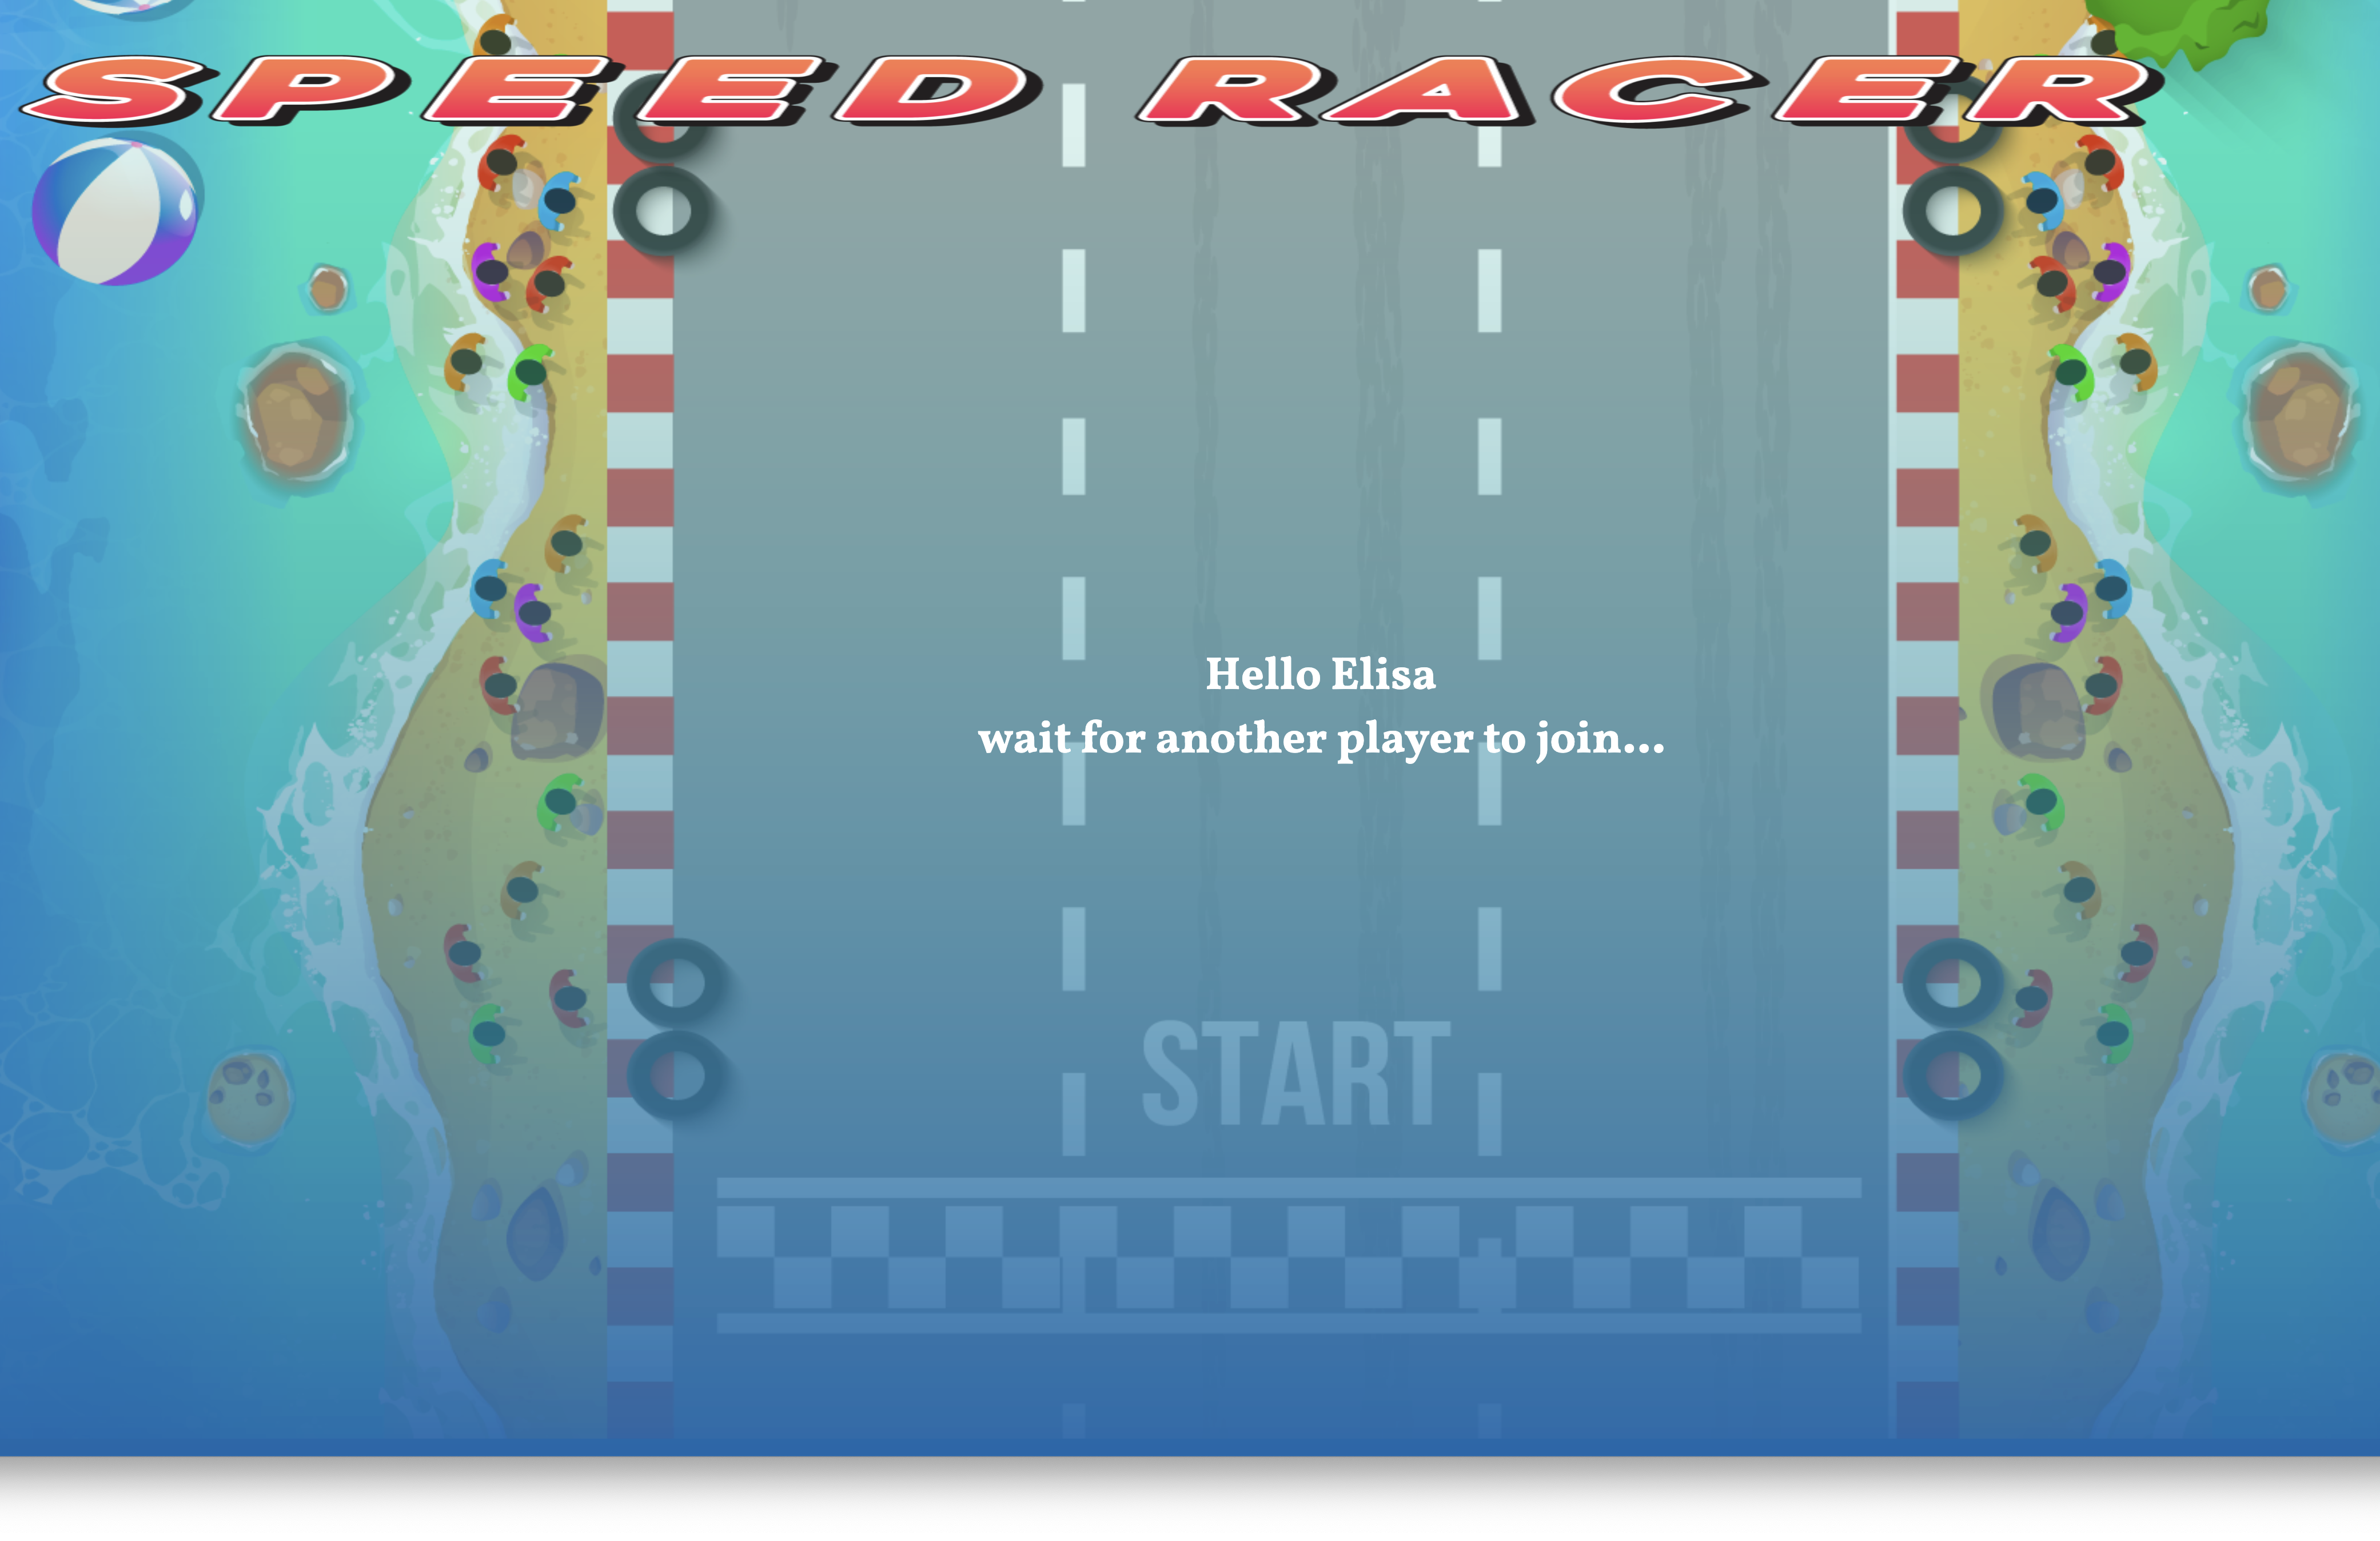 SPEED RACER
Hello Elisa
wait for another player to join...
START